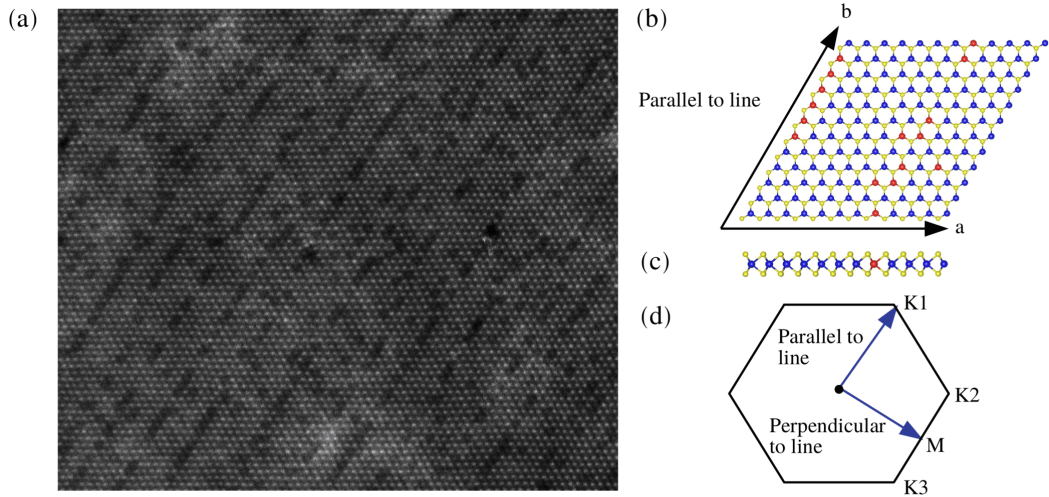 (a)
(b)
b
Parallel to line
a
(c)
(d)
K1
Parallel to
line
K2
Perpendicular
to line
M
K3